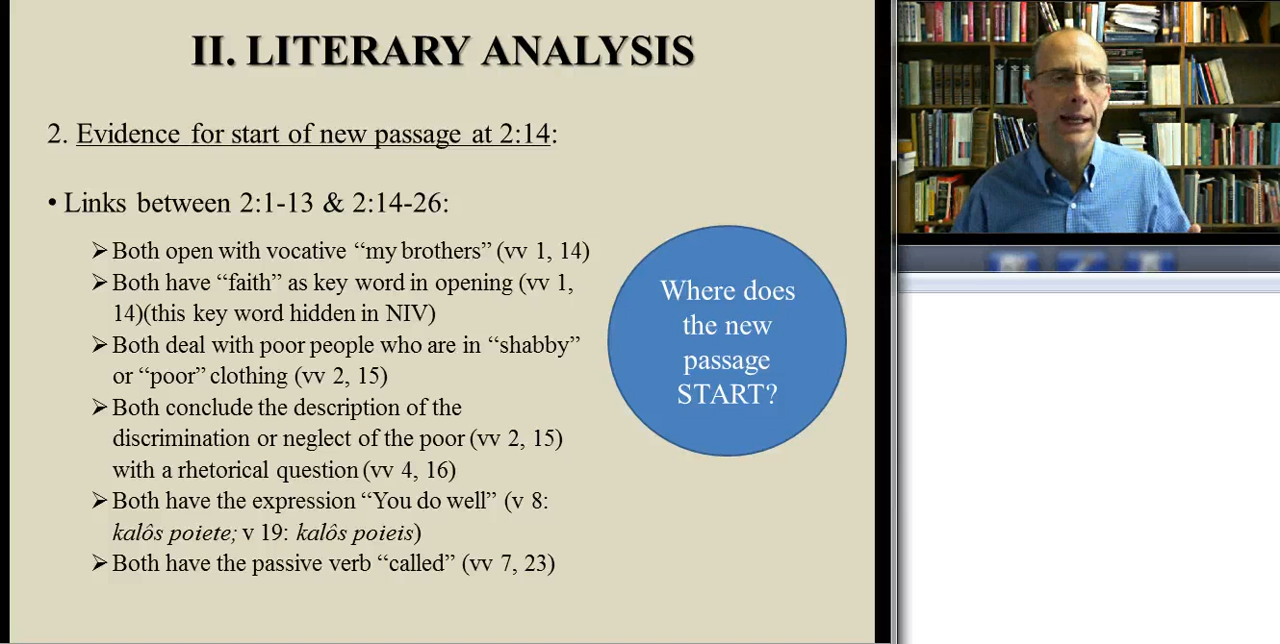 II. LITERARY ANALYSIS
2. Evidence for start of new passage at 2:14:
• Links between 2:1-13 & 2:14-26:
➢ Both open with vocative “my brothers” (vv 1, 14)
➢ Both have “faith” as key word in opening (vv 1,
14)(this key word hidden in NIV)
➢ Both deal with poor people who are in “shabby”
or “poor” clothing (vv 2, 15)
➢ Both conclude the description of the
discrimination or neglect of the poor (vv 2, 15)
with a rhetorical question (vv 4, 16)
➢ Both have the expression “You do well” (v 8:
kalôs poiete; v 19: kalôs poieis)
➢ Both have the passive verb “called” (vv 7, 23)
Where does
the new
passage
START?